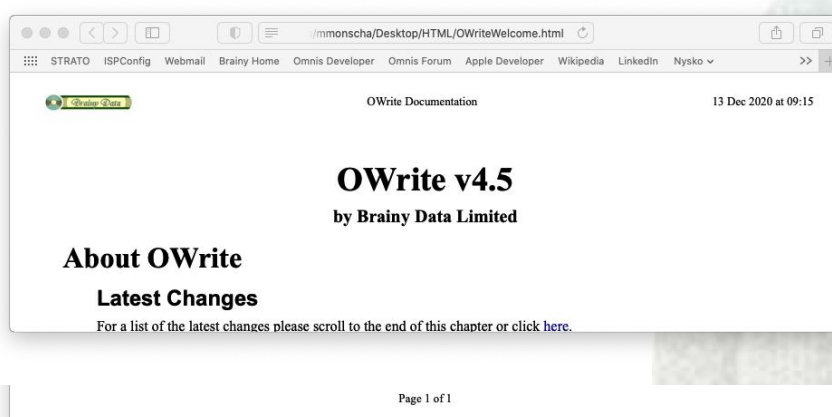 /mmonscha/Desktop/HTML/OWriteWelcome.html
STRATO ISPConfig Webmail Brainy Home Omnis Developer Omnis Forum Apple Developer Wikipedia LinkedIn Nysko >>
Brainy Data OWrite Documentation 13 Dec 2020 at 09:15
OWrite v4.5
by Brainy Data Limited
About OWrite
Latest Changes
For a list of the latest changes please scroll to the end of this chapter or click here.
Page 1 of 1